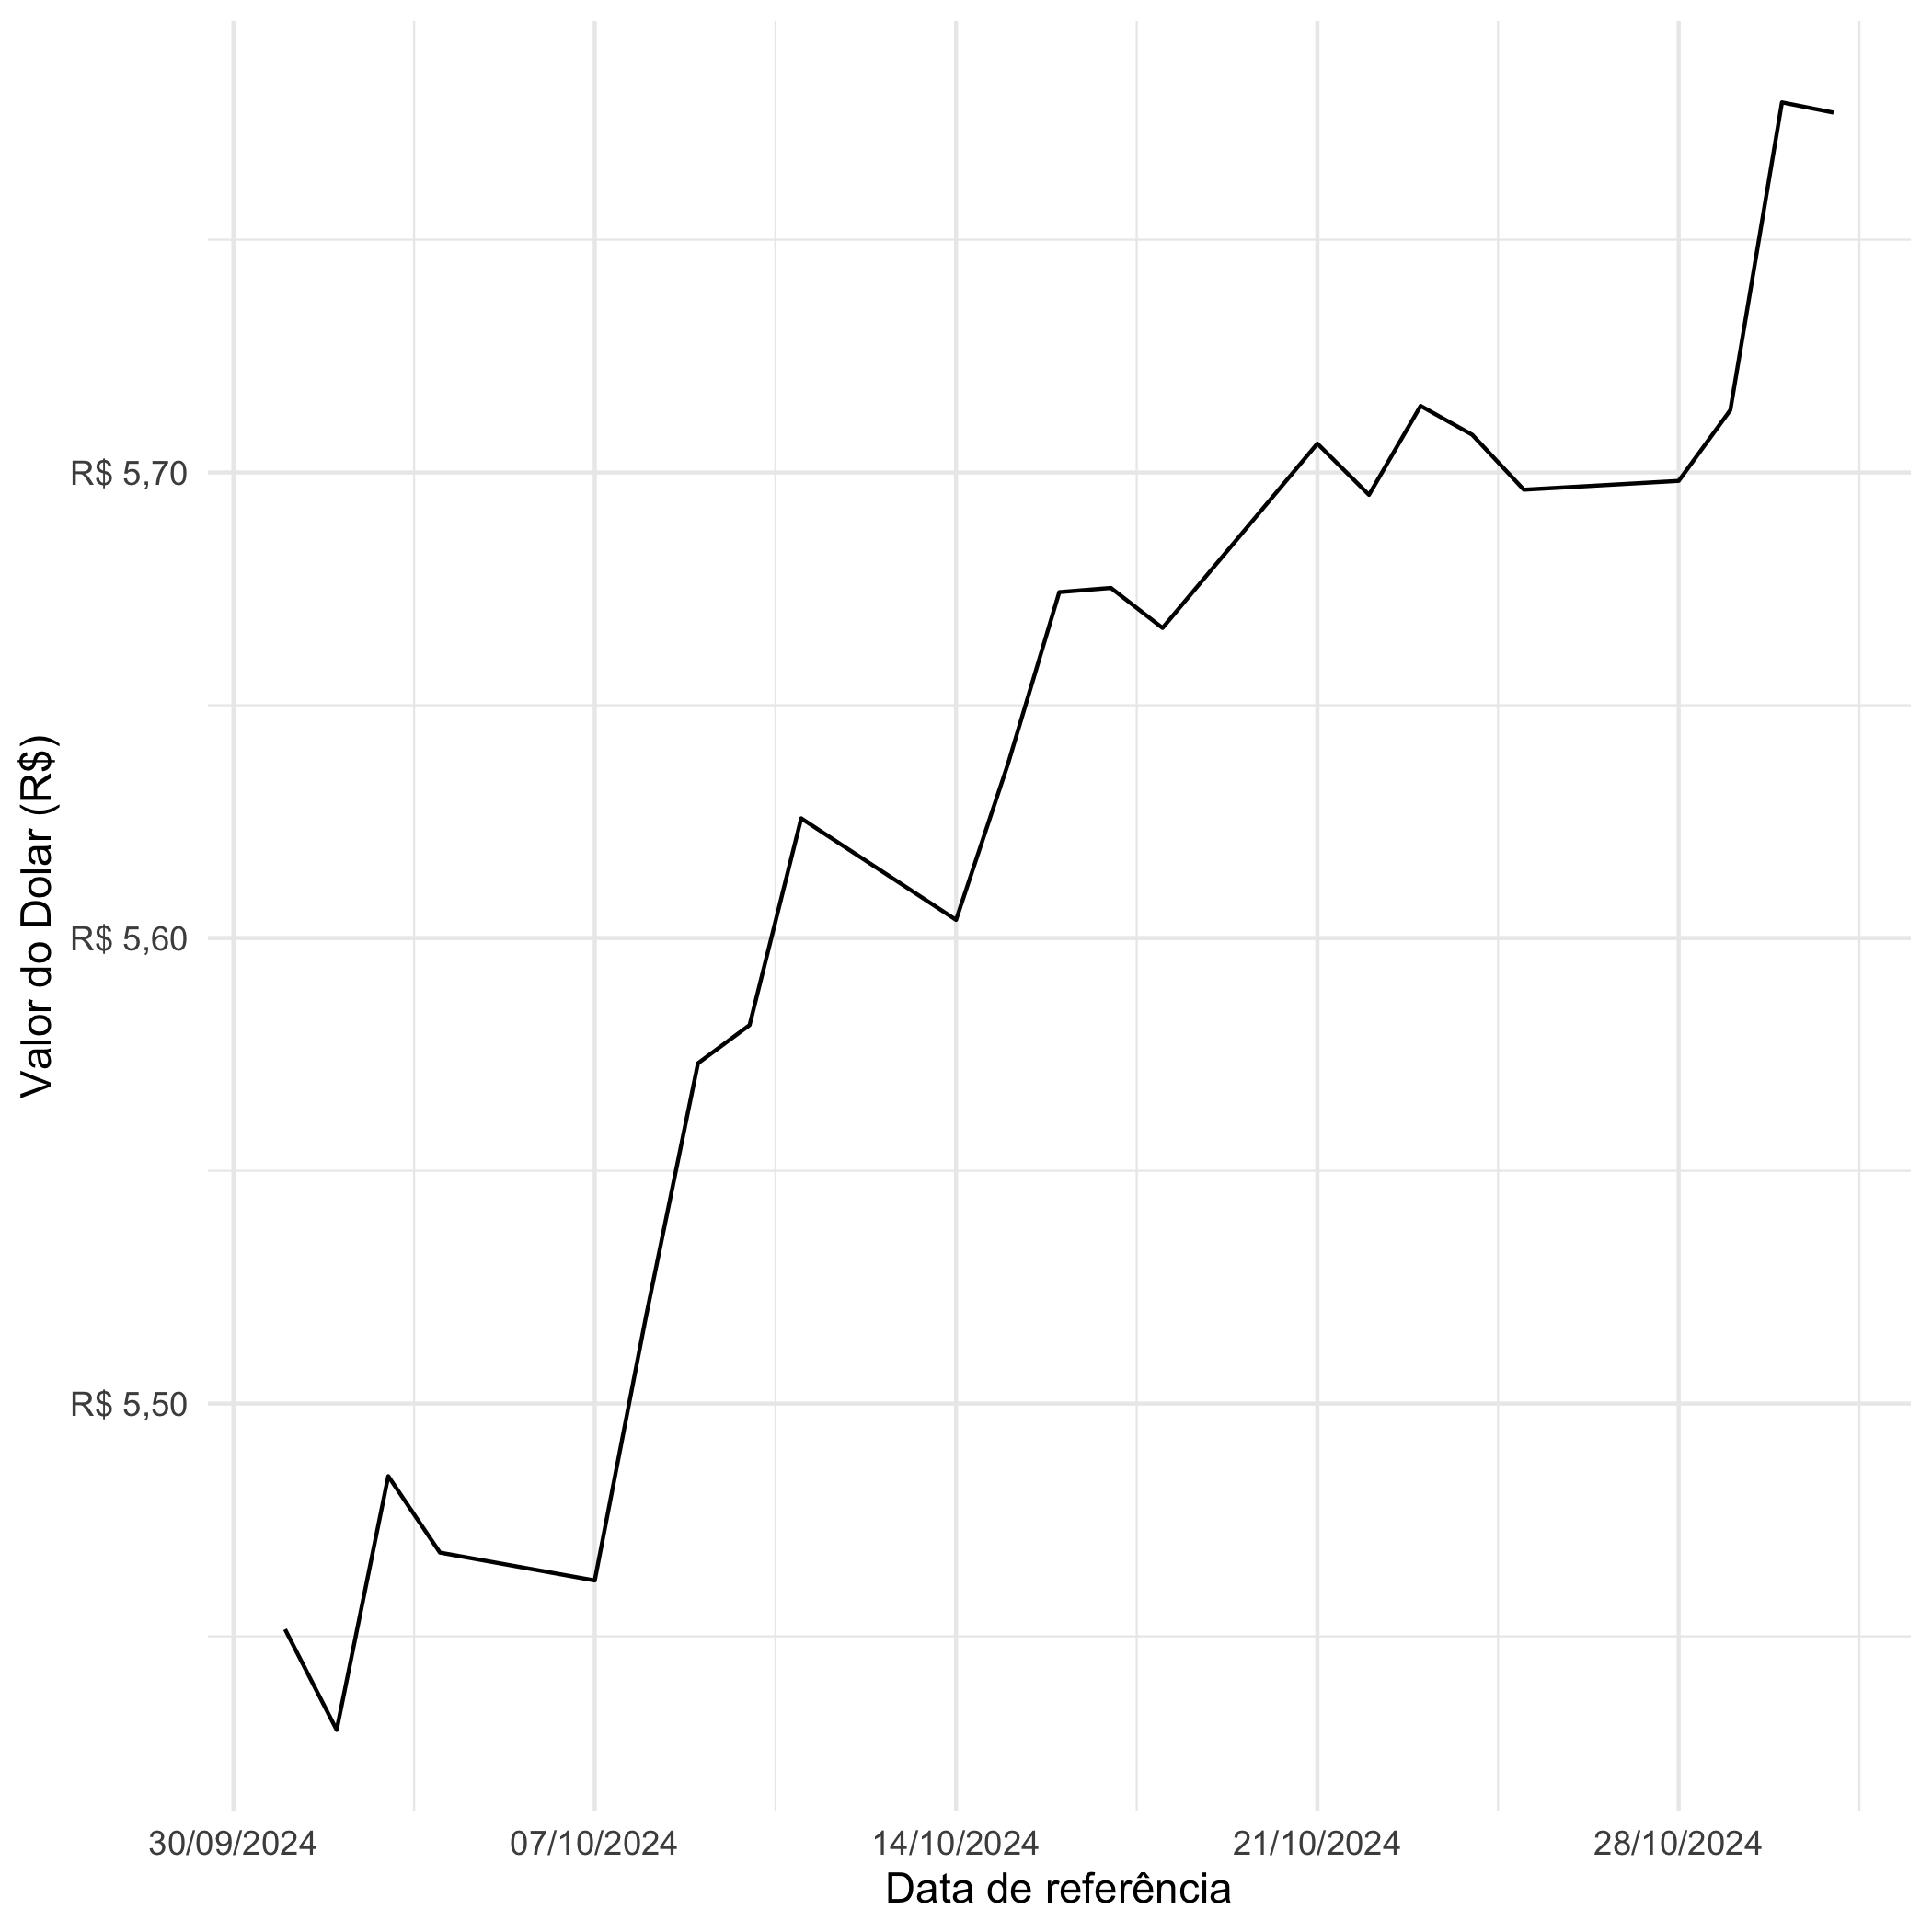 Valor do Dolar (R$)
R$ 5,70
R$ 5,60
R$ 5,50
30/09/2024
07/10/2024
14/10/2024
21/10/2024
28/10/2024
Data de referência